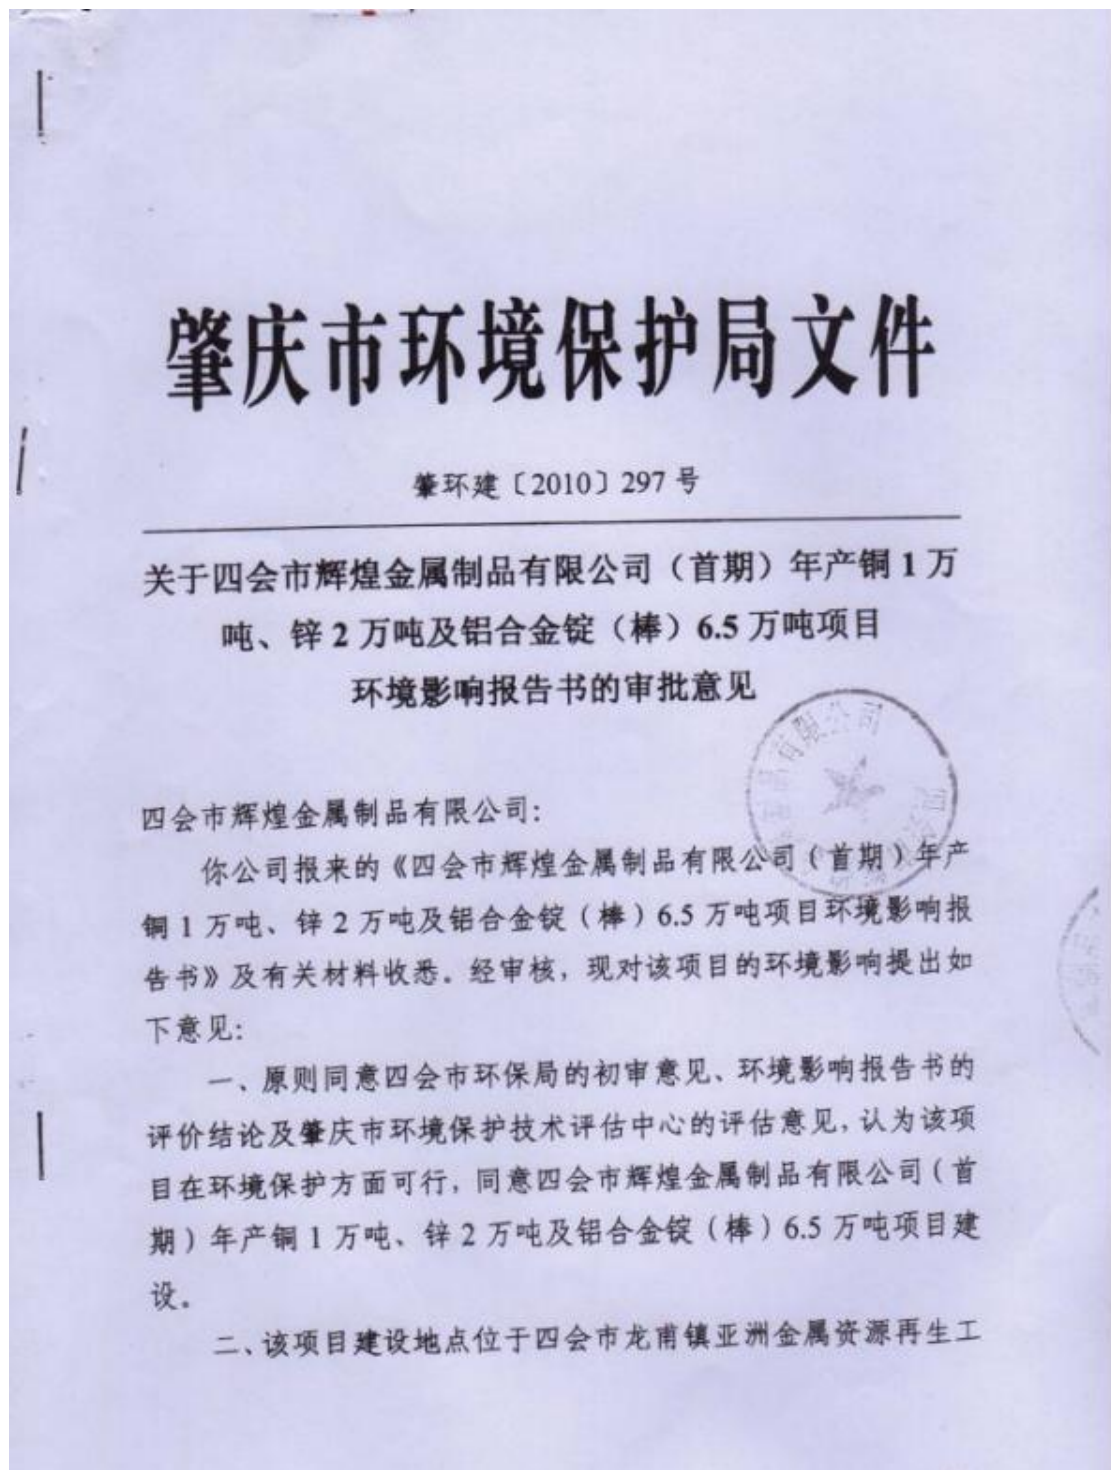 肇庆市环境保护局文件
肇环建〔2010〕297 号
关于四会市辉煌金属制品有限公司（首期）年产铜 1 万
吨、锌 2 万吨及铝合金锭（棒）6.5 万吨项目
环境影响报告书的审批意见
品有限公司
四会市辉煌金属制品有限公司：
你公司报来的《四会市辉煌金属制品有限公司（首期）年产
铜 1 万吨、锌 2 万吨及铝合金锭（棒）6.5 万吨项目环境影响报
告书》及有关材料收悉。经审核，现对该项目的环境影响提出如
下意见：
一、原则同意四会市环保局的初审意见、环境影响报告书的
评价结论及肇庆市环境保护技术评估中心的评估意见，认为该项
目在环境保护方面可行，同意四会市辉煌金属制品有限公司（首
期）年产铜 1 万吨、锌 2 万吨及铝合金锭（棒）6.5 万吨项目建
设。
二、该项目建设地点位于四会市龙甫镇亚洲金属资源再生工